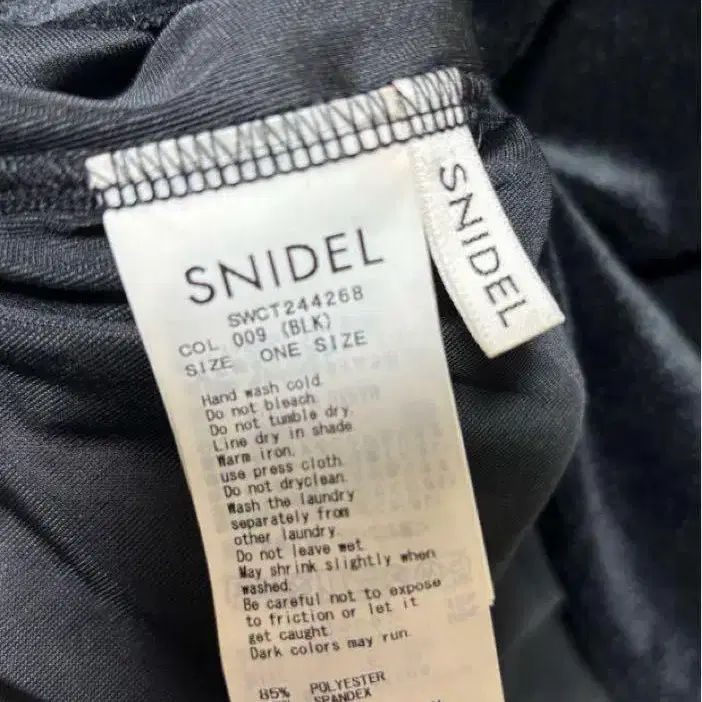 SNIDEL
SNIDEL
SWCT244268
COL 009 (BLK)
SIZE ONE SIZE
Hand wash cold.
Do not bleach.
Do not tumble dry.
Line dry in shade.
Warm iron.
use press cloth.
Do not dryclean.
Wash the laundry
separately from
other laundry.
Do not leave wet.
May shrink slightly when
washed.
Be careful not to expose
to friction or let it
get caught.
Dark colors may run.
85% POLYESTER
SPANDEX